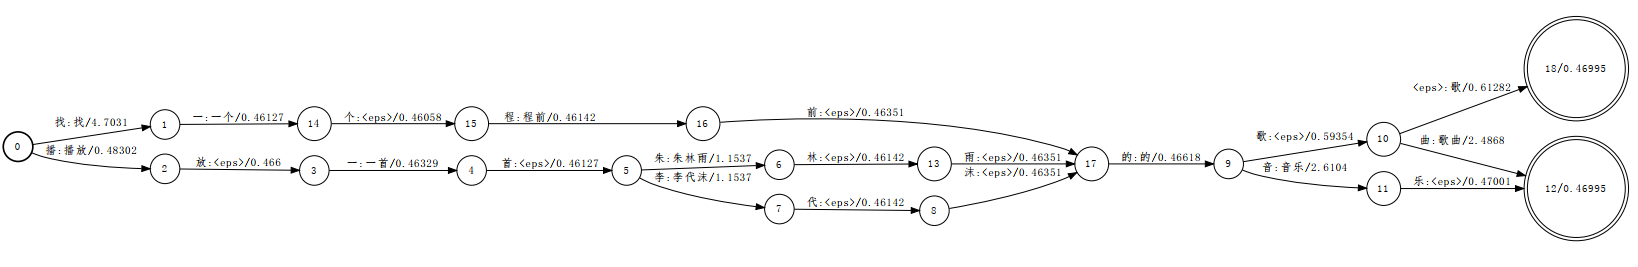 0
找:找/4.7031
播:播放/0.48302
1
2
一:一个/0.46127
放:<eps>/0.466
14
3
个:<eps>/0.46058
一:一首/0.46329
15
4
程:程前/0.46142
首:<eps>/0.46127
5
朱:朱林雨/1.1537
李:李代沫/1.1537
16
6
7
林:<eps>/0.46142
代:<eps>/0.46142
13
8
前:<eps>/0.46351
雨:<eps>/0.46351
沫:<eps>/0.46351
17
的:的/0.46618
9
歌:<eps>/0.59354
音:音乐/2.6104
10
11
<eps>:歌/0.61282
曲:歌曲/2.4868
乐:<eps>/0.47001
18/0.46995
12/0.46995